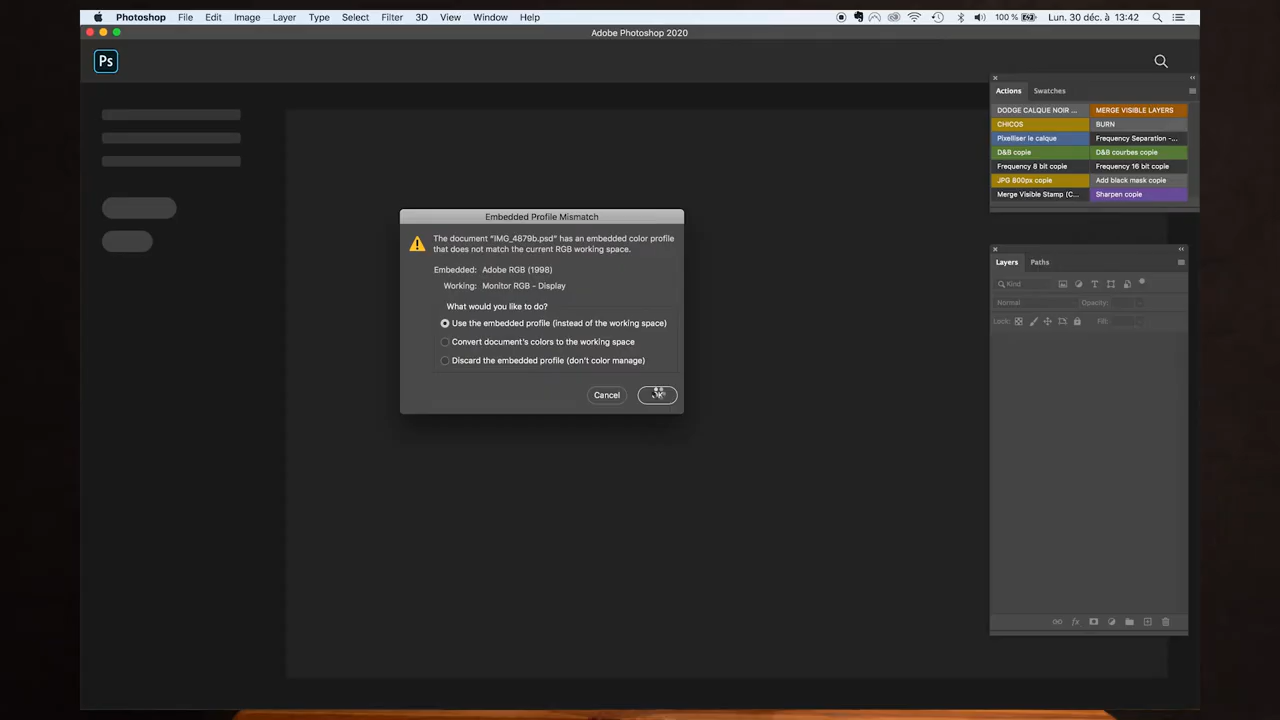 Photoshop File Edit Image Layer Type Select Filter 3D View Window Help 100 % Lun. 30 déc. à 13:42
Adobe Photoshop 2020
Ps
Actions Swatches
DODGE CALQUE NOIR ... MERGE VISIBLE LAYERS
CHICOS BURN
Pixelliser le calque Frequency Separation -...
D&B copie D&B courbes copie
Frequency 8 bit copie Frequency 16 bit copie
JPG 800px copie Add black mask copie
Merge Visible Stamp (C... Sharpen copie
Embedded Profile Mismatch
The document “IMG_4879b.psd” has an embedded color profile
that does not match the current RGB working space.
Embedded: Adobe RGB (1998)
Working: Monitor RGB - Display
What would you like to do?
Use the embedded profile (instead of the working space)
Convert document's colors to the working space
Discard the embedded profile (don't color manage)
Cancel
Layers Paths
Kind
Normal Opacity:
Lock: Fill: